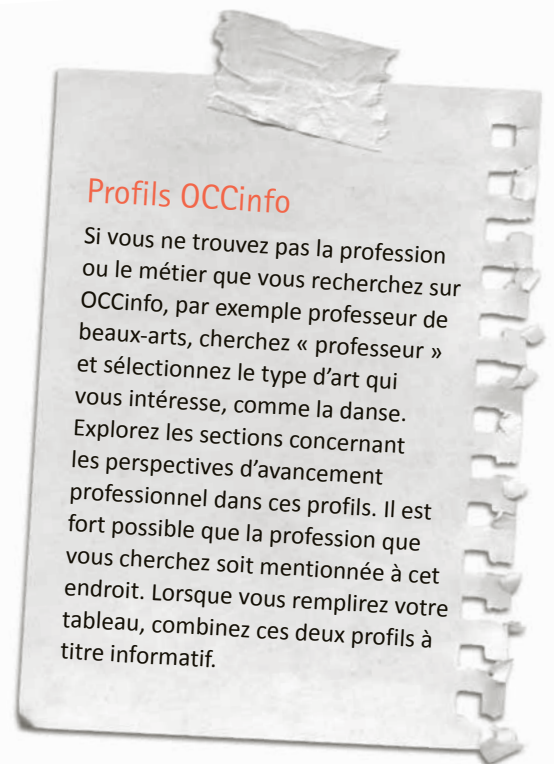 Profils OCCinfo
Si vous ne trouvez pas la profession
ou le métier que vous recherchez sur
OCCinfo, par exemple professeur de
beaux-arts, cherchez « professeur »
et sélectionnez le type d'art qui
vous intéresse, comme la danse.
Explorez les sections concernant
les perspectives d'avancement
professionnel dans ces profils. Il est
fort possible que la profession que
vous cherchez soit mentionnée à cet
endroit. Lorsque vous remplirez votre
tableau, combinez ces deux profils à
titre informatif.